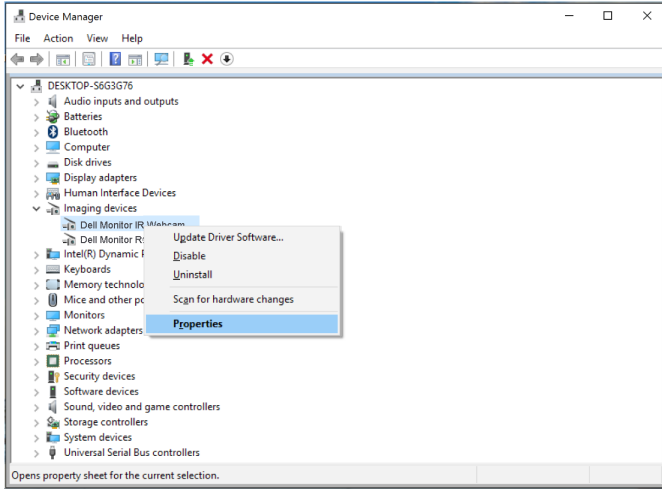 Device Manager
File Action View Help
DESKTOP-S6G3G76
Audio inputs and outputs
Batteries
Bluetooth
Computer
Disk drives
Display adapters
Human Interface Devices
Imaging devices
Dell Monitor IR Webcam
Dell Monitor
Intel(R) Dynamic
Keyboards
Memory
Mice and other
Monitors
Network adapters
Print queues
Processors
Security devices
Software devices
Sound, video and game controllers
Storage controllers
System devices
Universal Serial Bus controllers
Update Driver Software...
Disable
Uninstall
Scan for hardware changes
Properties
Opens property sheet for the current selection.